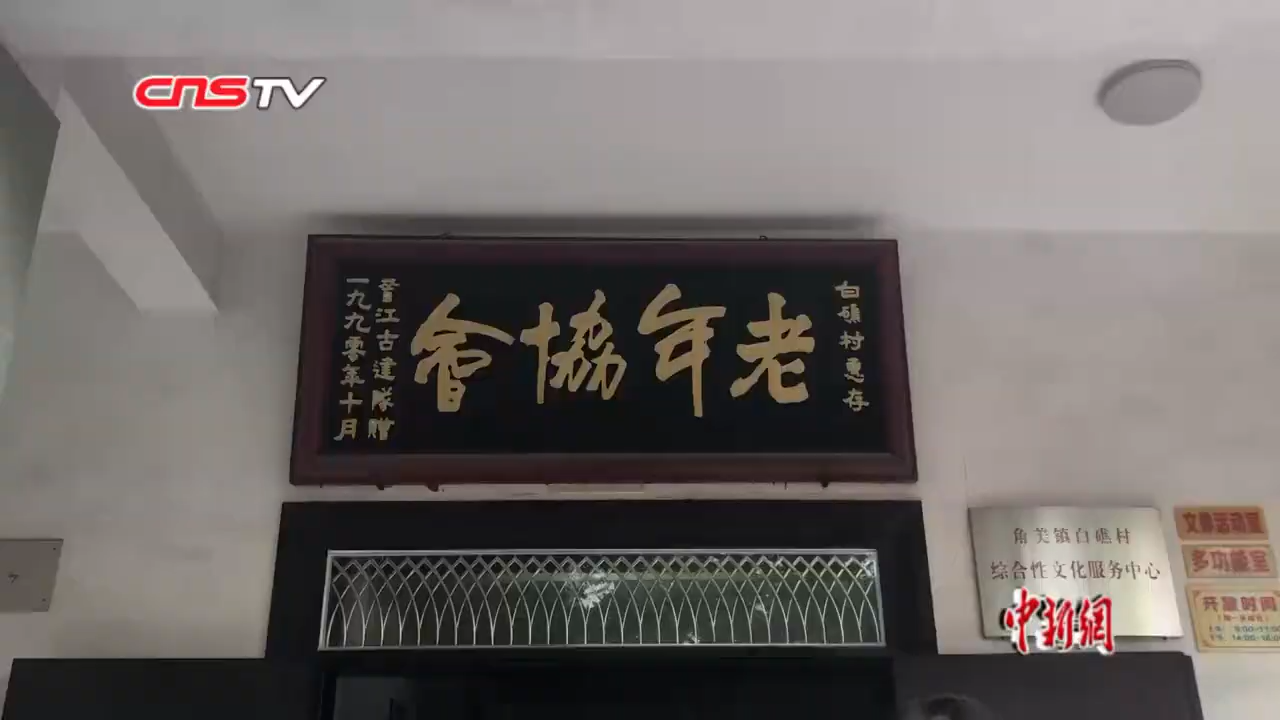 CNSTV
白礁村惠存
老年協會
晉江古建隊贈
一九九零年十月
角美镇白礁村
综合性文化服务中心
中新網
文体活动室
多功能室
开放时间